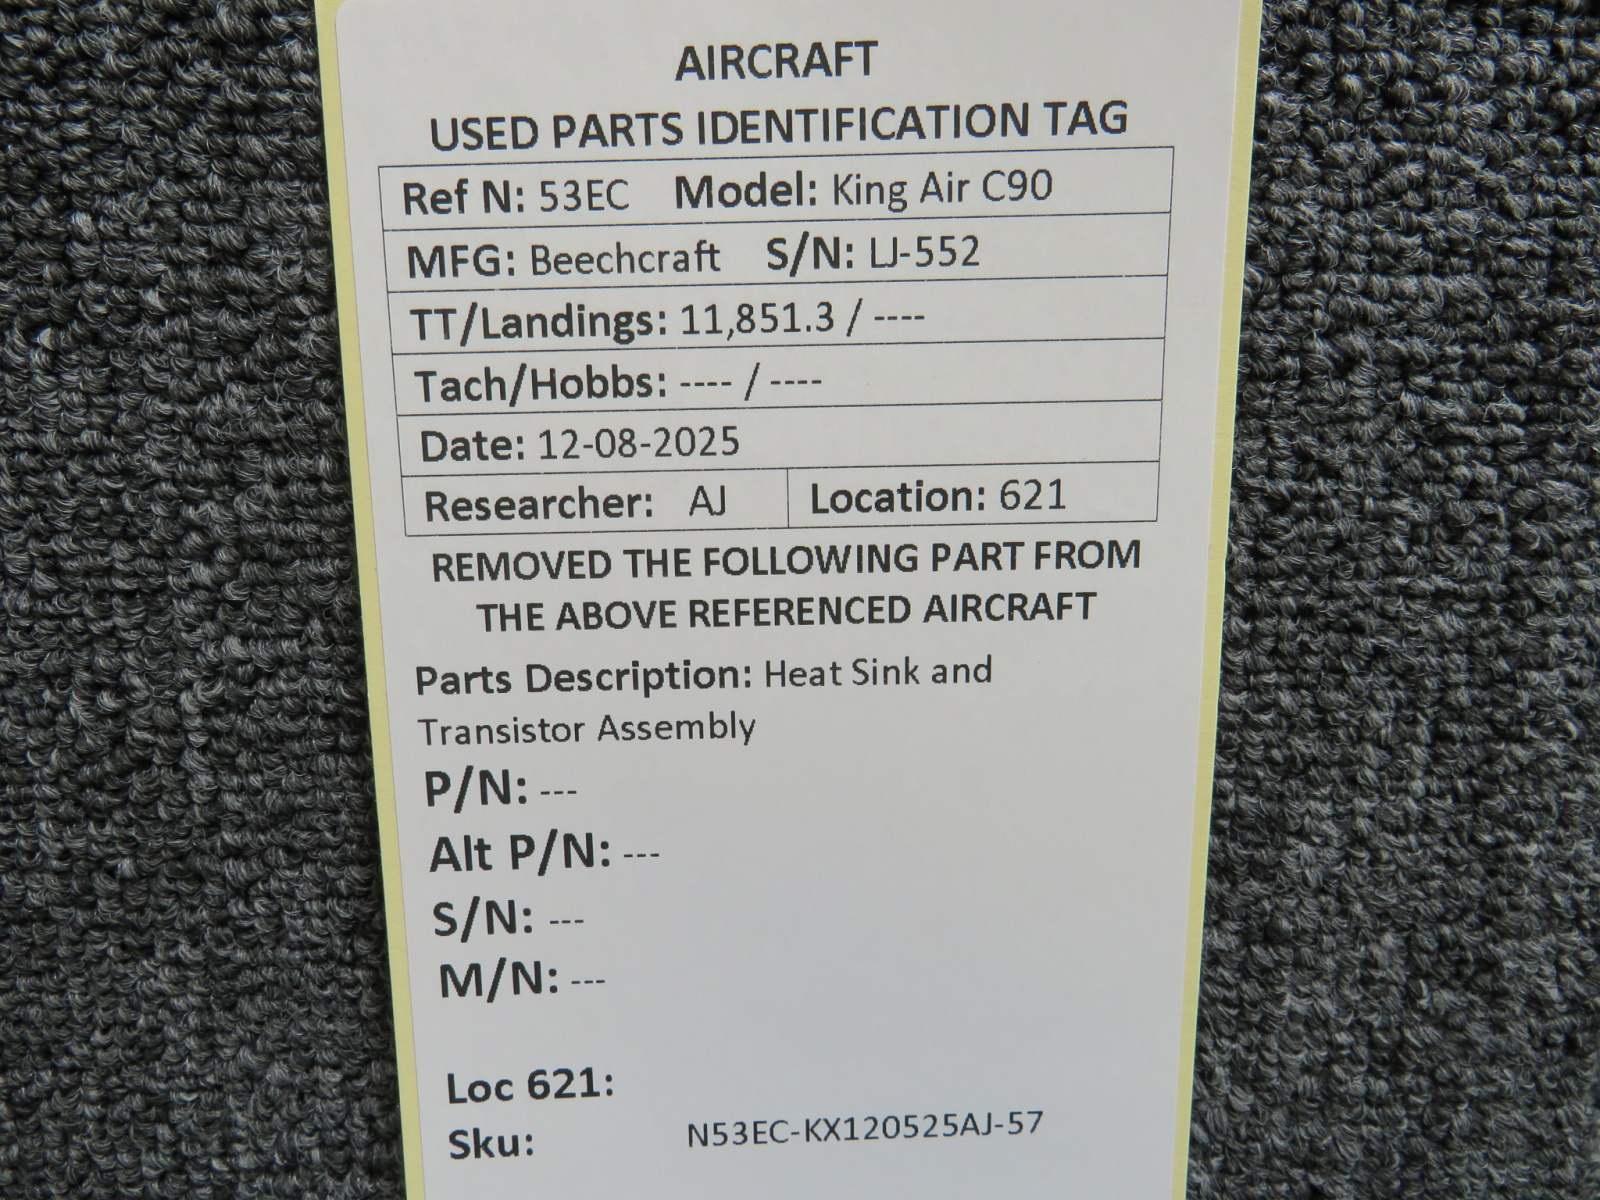 AIRCRAFT
USED PARTS IDENTIFICATION TAG
Ref N: 53EC Model: King Air C90
MFG: Beechcraft S/N: LJ-552
TT/Landings: 11,851.3 / ----
Tach/Hobbs: ---- / ----
Date: 12-08-2025
Researcher: AJ Location: 621
REMOVED THE FOLLOWING PART FROM
THE ABOVE REFERENCED AIRCRAFT
Parts Description: Heat Sink and
Transistor Assembly
P/N: ---
Alt P/N: ---
S/N: ---
M/N: ---
Loc 621:
Sku: N53EC-KX120525AJ-57